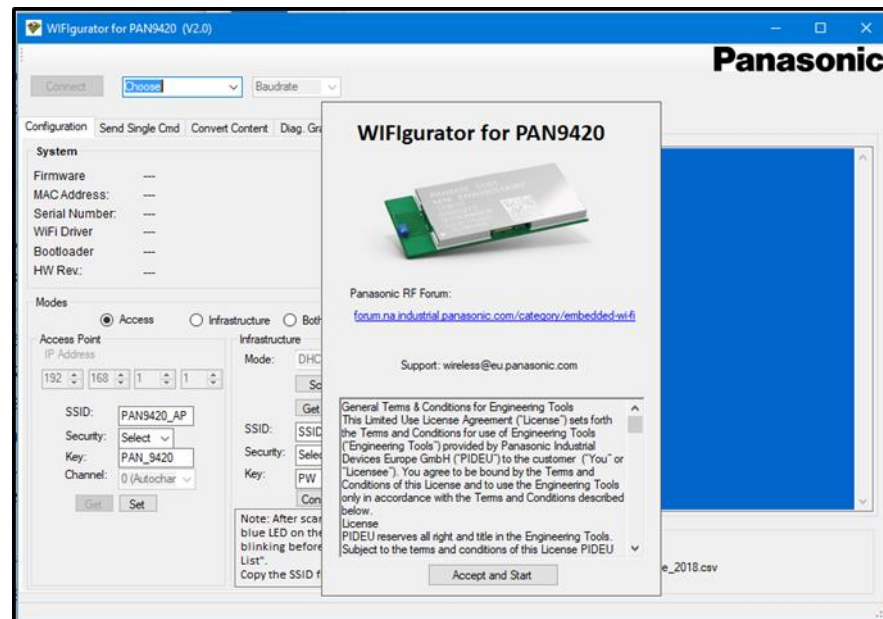 WIFIgurator for PAN9420 (V2.0)
Panasonic
Connect
Choose
Baudrate
Configuration
Send Single Cmd
Convert Content
Diag. Gra
System
Firmware ---
MAC Address: ---
Serial Number: ---
WiFi Driver ---
Bootloader ---
HW Rev.: ---
Modes
Access
Infrastructure
Both
Access Point
IP Address
192 168 1 1
SSID: PAN9420_AP
Security: Select
Key: PAN_9420
Channel: 0 (Autochar
Get Set
Infrastructure
Mode: DHC
Sc
Get
SSID: SSID
Security: Selec
Key: PW
Con
Note: After scar
blue LED on the
blinking before
List".
Copy the SSID f
WIFIgurator for PAN9420
Panasonic RF Forum:
forum.na.industrial.panasonic.com/category/embedded-wi-fi
Support: wireless@eu.panasonic.com
General Terms & Conditions for Engineering Tools
This Limited Use License Agreement ("License") sets forth
the Terms and Conditions for use of Engineering Tools
("Engineering Tools") provided by Panasonic Industrial
Devices Europe GmbH ("PIDEU") to the customer ("You" or
"Licensee"). You agree to be bound by the Terms and
Conditions of this License and to use the Engineering Tools
only in accordance with the Terms and Conditions described
below.
License
PIDEU reserves all right and title in the Engineering Tools.
Subject to the terms and conditions of this License PIDEU
Accept and Start
e_2018.csv